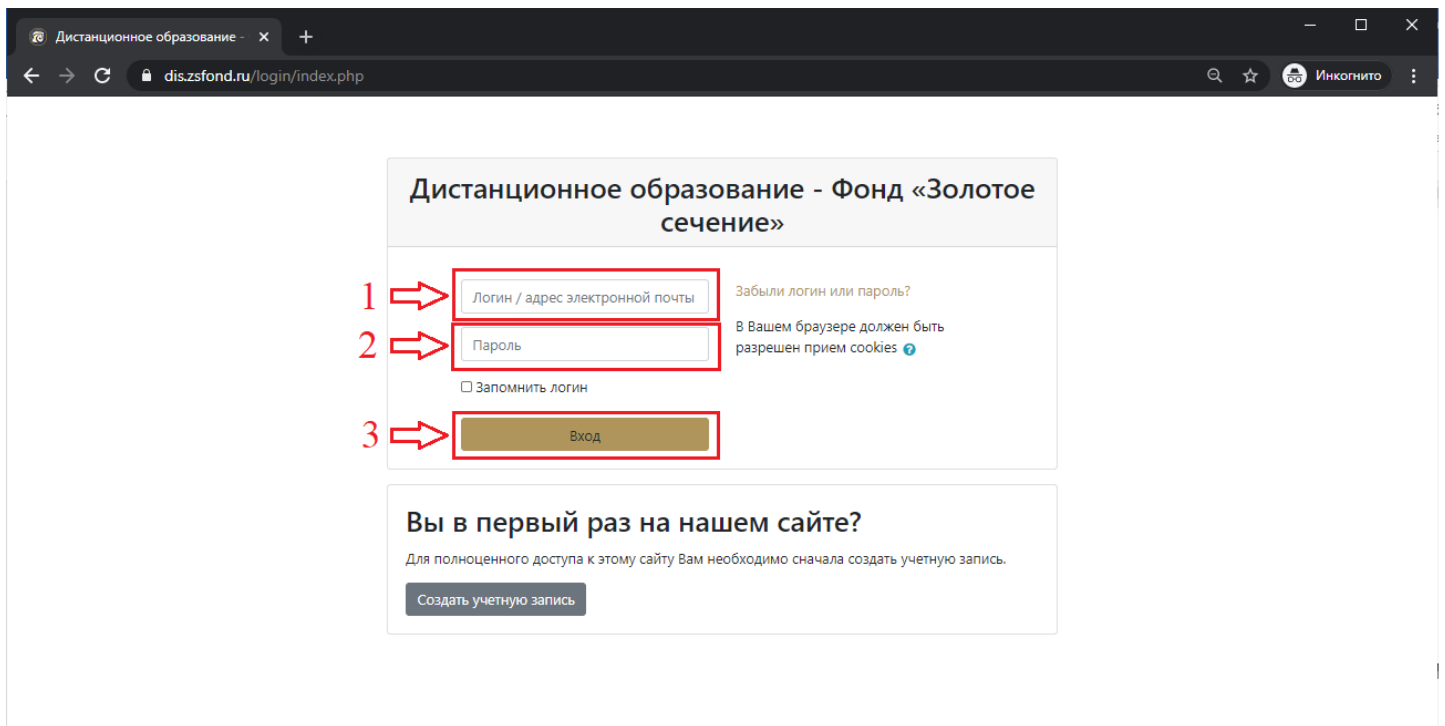 Дистанционное образование -
dis.zsfond.ru/login/index.php
Инкогнито
Дистанционное образование - Фонд «Золотое
сечение»
1
Логин / адрес электронной почты
Забыли логин или пароль?
2
Пароль
В Вашем браузере должен быть
разрешен прием cookies
Запомнить логин
3
Вход
Вы в первый раз на нашем сайте?
Для полноценного доступа к этому сайту Вам необходимо сначала создать учетную запись.
Создать учетную запись